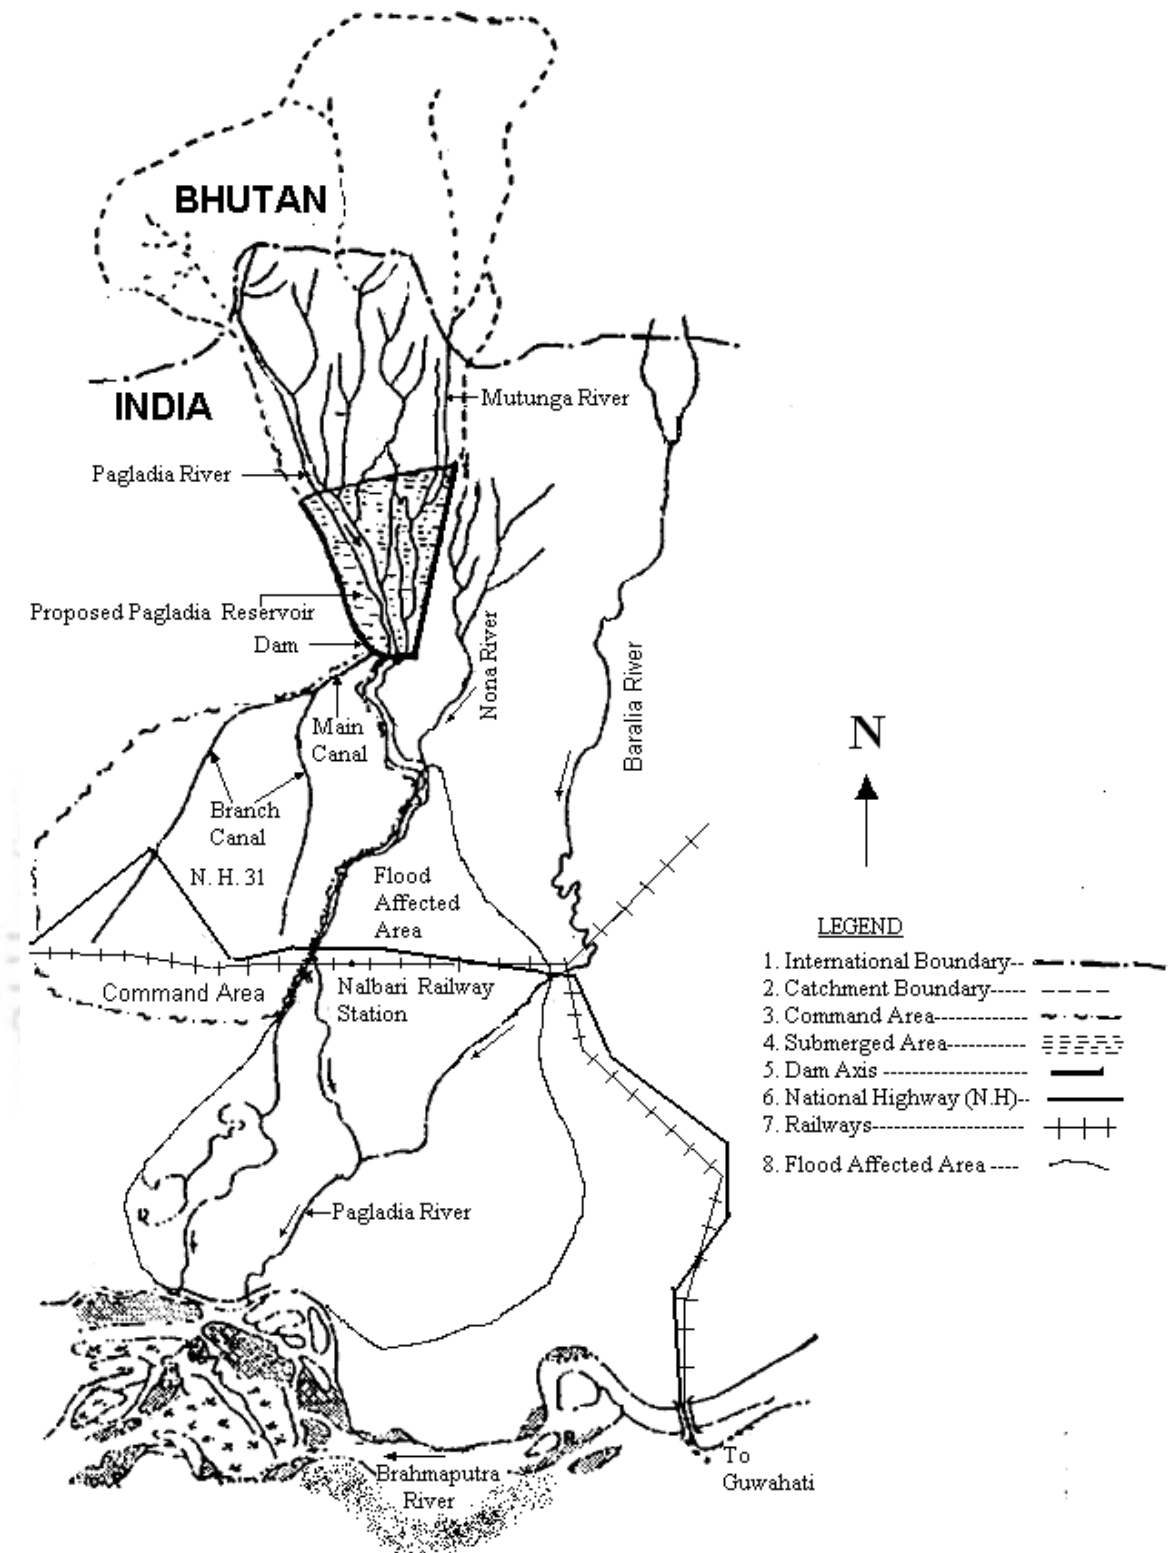 BHUTAN
INDIA
Mutunga River
Pagladia River
Proposed Pagladia Reservoir
Dam
Nona River
Baralia River
Main
Canal
N
Branch
Canal
N. H. 31
Flood
Affected
Area
Command Area
Nalbari Railway
Station
LEGEND
1. International Boundary--
2. Catchment Boundary-----
3. Command Area-------------
4. Submerged Area-----------
5. Dam Axis --------------------
6. National Highway (N.H)--
7. Railways---------------------
8. Flood Affected Area ----
Pagladia River
Brahmaputra
River
To
Guwahati